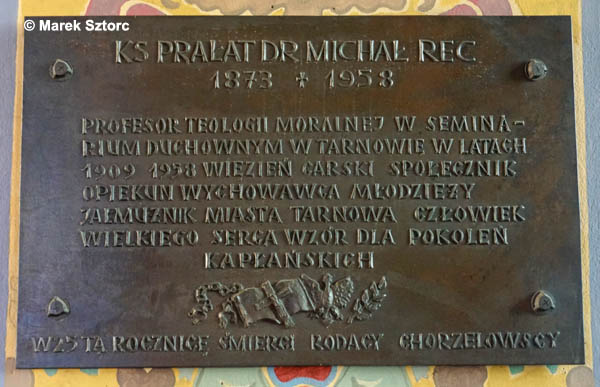 © Marek Sztorc
KS PRAŁAT DR MICHAŁ REC
1873 † 1958
PROFESOR TEOLOGII MORALNEJ W SEMINA-
RIUM DUCHOWNYM W TARNOWIE W LATACH
1909 1958 WIĘZIEŃ CARSKI SPOŁECZNIK
OPIEKUN WYCHOWAWCA MŁODZIEŻY
JAŁMUŻNIK MIASTA TARNOWA CZŁOWIEK
WIELKIEGO SERCA WZÓR DLA POKOLEŃ
KAPŁAŃSKICH
W 25TĄ ROCZNICĘ ŚMIERCI RODACY CHORZELOWSCY